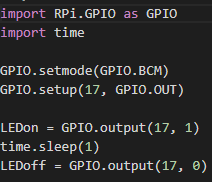 import RPi.GPIO as GPIO
import time
GPIO.setmode(GPIO.BCM)
GPIO.setup(17, GPIO.OUT)
LEDon = GPIO.output(17, 1)
time.sleep(1)
LEDoff = GPIO.output(17, 0)